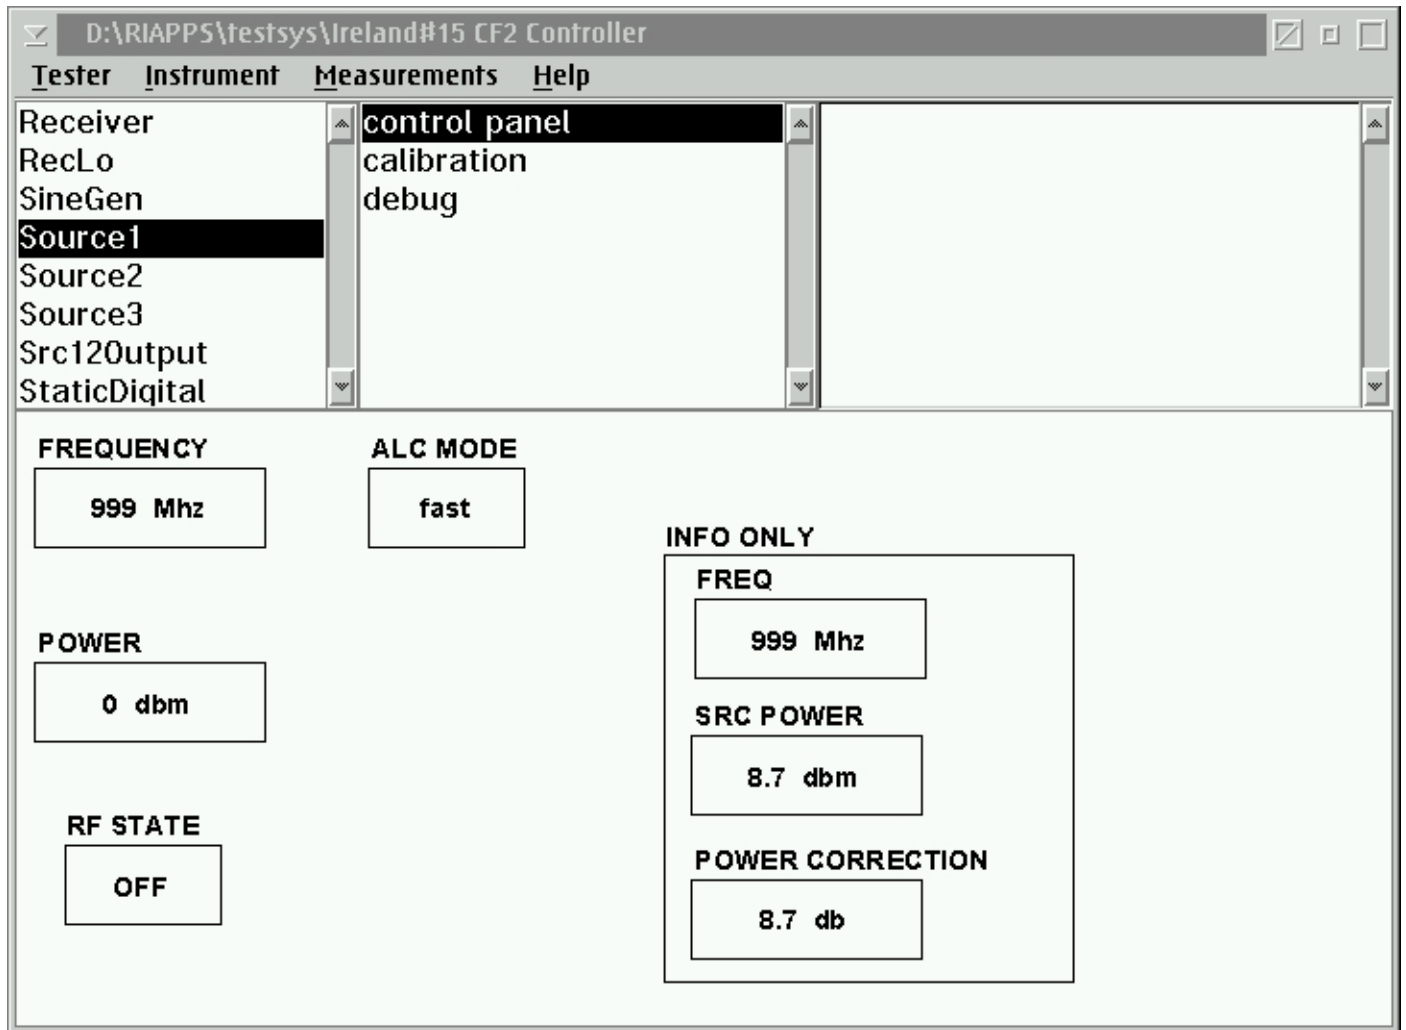 D:\RIAPPS\testsys\Ireland#15 CF2 Controller
Tester Instrument Measurements Help
Receiver
RecLo
SineGen
Source1
Source2
Source3
Src12Output
StaticDigital
control panel
calibration
debug
FREQUENCY
999 Mhz
ALC MODE
fast
POWER
0 dbm
RF STATE
OFF
INFO ONLY
FREQ
999 Mhz
SRC POWER
8.7 dbm
POWER CORRECTION
8.7 db